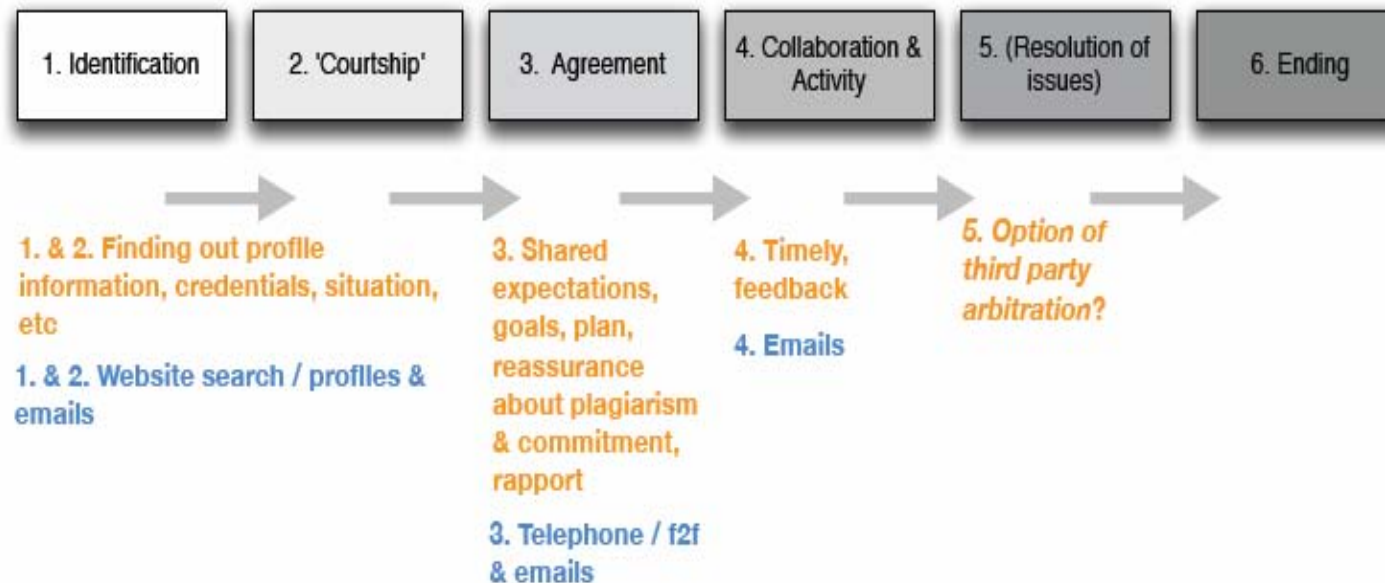 1. Identification
2. 'Courtship'
3. Agreement
4. Collaboration &
Activity
5. (Resolution of
issues)
6. Ending
1. & 2. Finding out profile
information, credentials, situation,
etc
1. & 2. Website search / profiles &
emails
3. Shared
expectations,
goals, plan,
reassurance
about plagiarism
& commitment,
rapport
3. Telephone / f2f
& emails
4. Timely,
feedback
4. Emails
5. Option of
third party
arbitration?